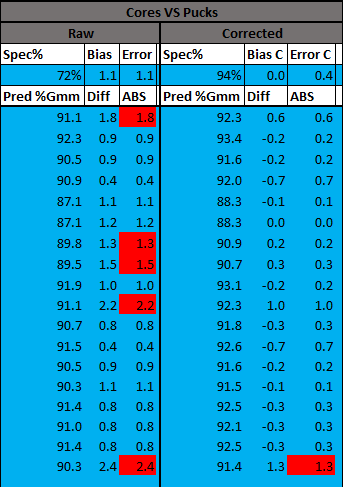 Cores VS Pucks
Raw Corrected
Spec% Bias Error Spec% Bias C Error C
72% 1.1 1.1 94% 0.0 0.4
Pred %Gmm Diff ABS Pred %Gmm Diff ABS
91.1 1.8 1.8 92.3 0.6 0.6
92.3 0.9 0.9 93.4 -0.2 0.2
90.5 0.9 0.9 91.6 -0.2 0.2
90.9 0.4 0.4 92.0 -0.7 0.7
87.1 1.1 1.1 88.3 -0.1 0.1
87.1 1.2 1.2 88.3 0.0 0.0
89.8 1.3 1.3 90.9 0.2 0.2
89.5 1.5 1.5 90.7 0.3 0.3
91.9 1.0 1.0 93.1 -0.2 0.2
91.1 2.2 2.2 92.3 1.0 1.0
90.7 0.8 0.8 91.8 -0.3 0.3
91.5 0.4 0.4 92.6 -0.7 0.7
90.5 0.9 0.9 91.6 -0.2 0.2
90.3 1.1 1.1 91.5 -0.1 0.1
91.4 0.8 0.8 92.5 -0.3 0.3
91.0 0.8 0.8 92.1 -0.3 0.3
91.4 0.8 0.8 92.5 -0.3 0.3
90.3 2.4 2.4 91.4 1.3 1.3